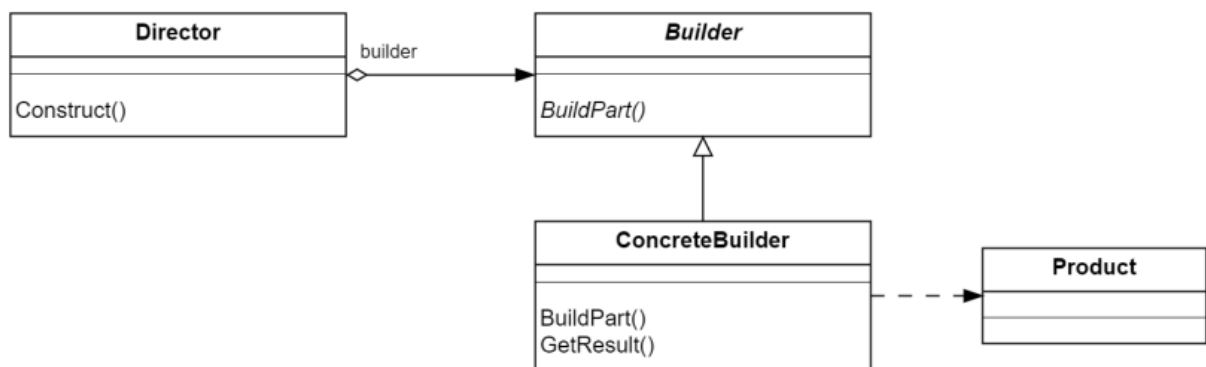 Director
builder
Construct()
Builder
BuildPart()
ConcreteBuilder
BuildPart()
GetResult()
Product